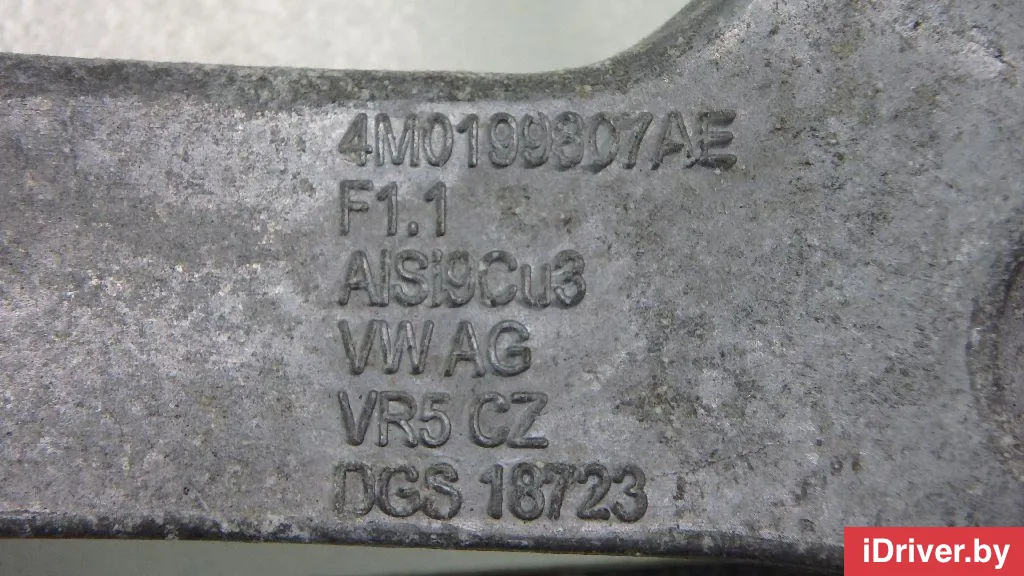 4M0199307AE
F1.1
AlSi9Cu3
VW AG
VR5 CZ
DGS 18723
iDriver.by